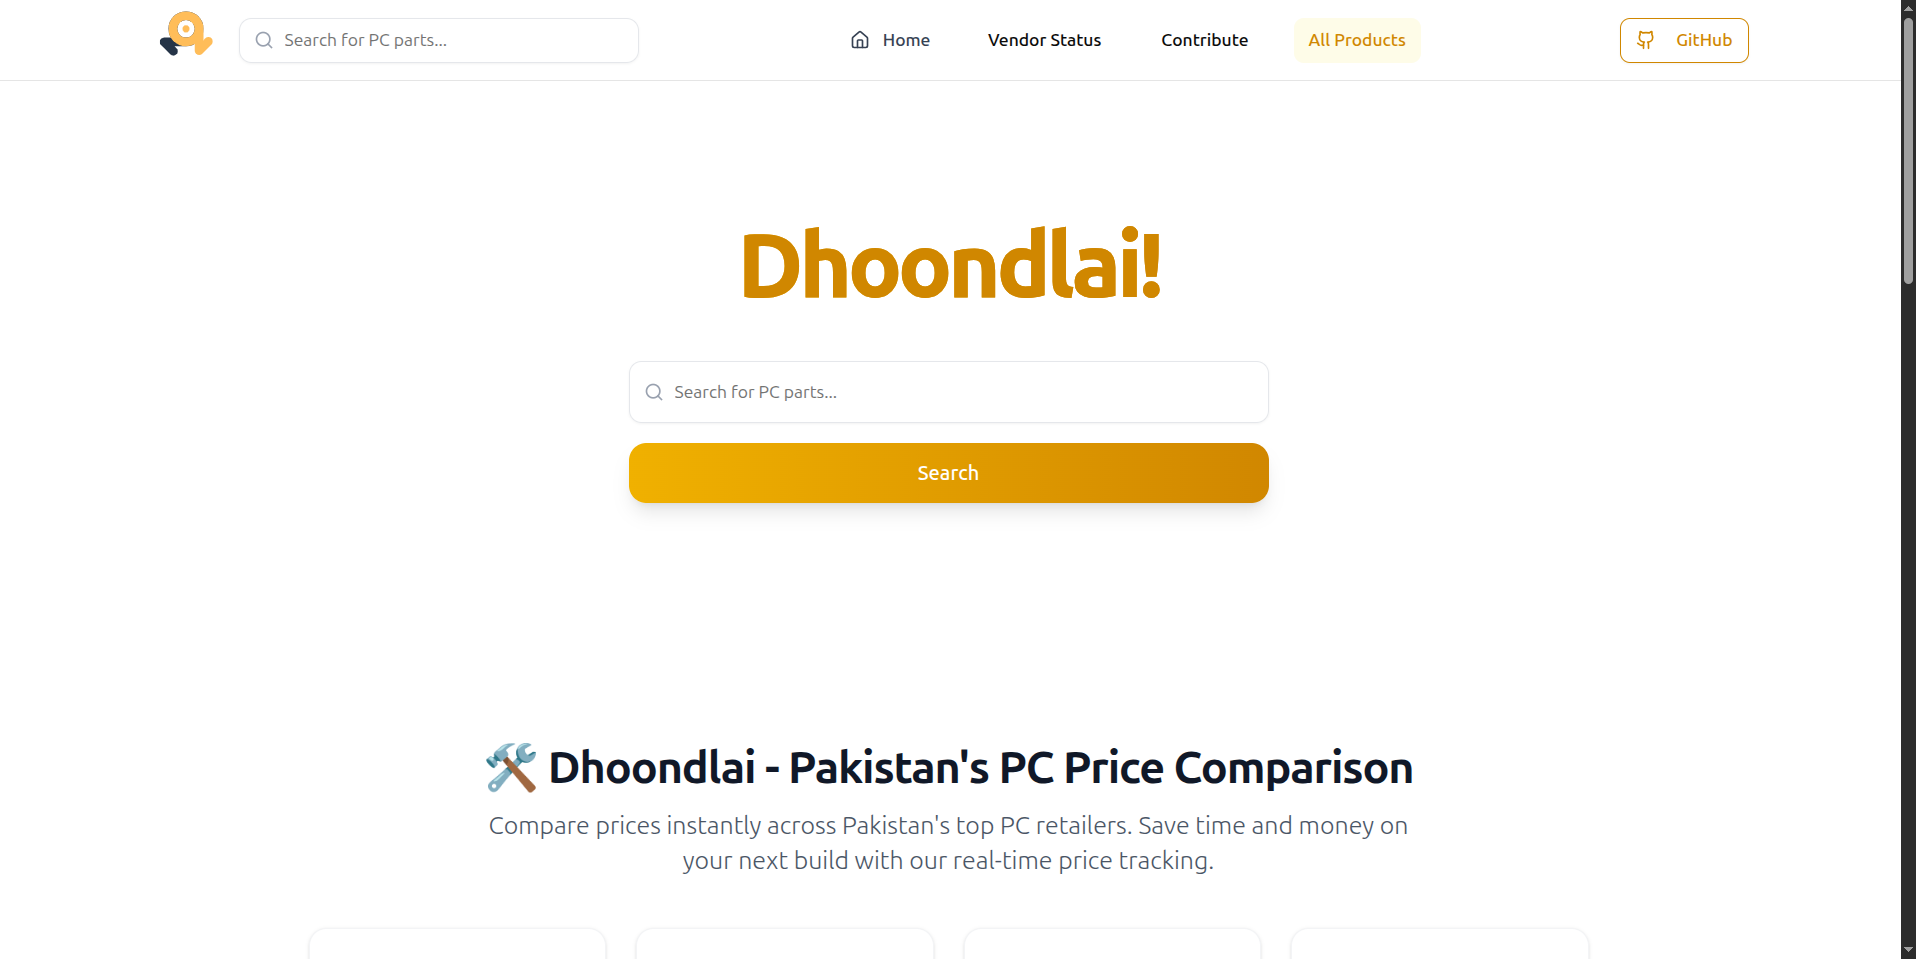 Search for PC parts...
Home
Vendor Status
Contribute
All Products
GitHub
Dhoondlai!
Search for PC parts...
Search
🛠️ Dhoondlai - Pakistan's PC Price Comparison
Compare prices instantly across Pakistan's top PC retailers. Save time and money on
your next build with our real-time price tracking.